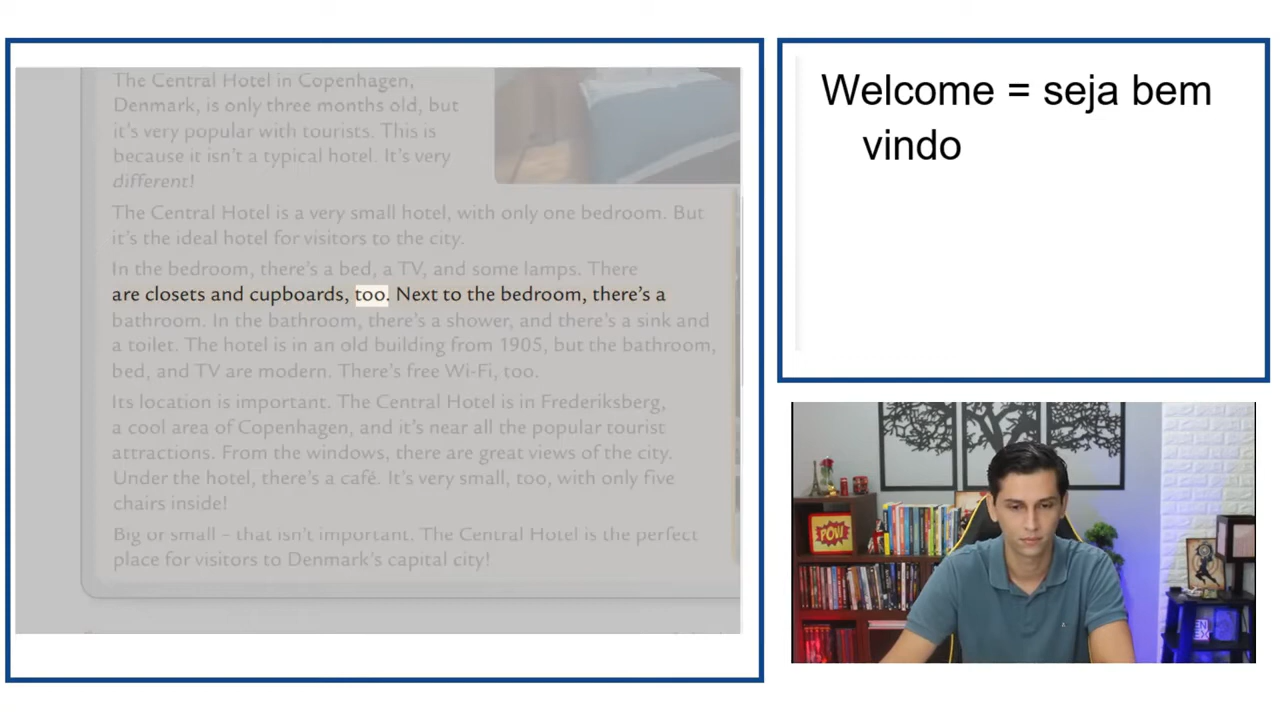 The Central Hotel in Copenhagen,
Denmark, is only three months old, but
it's very popular with tourists. This is
because it isn't a typical hotel. It's very
different!
The Central Hotel is a very small hotel, with only one bedroom. But
it's the ideal hotel for visitors to the city.
In the bedroom, there's a bed, a TV, and some lamps. There
are closets and cupboards, too. Next to the bedroom, there's a
bathroom. In the bathroom, there's a shower, and there's a sink and
a toilet. The hotel is in an old building from 1905, but the bathroom,
bed, and TV are modern. There's free Wi-Fi, too.
Its location is important. The Central Hotel is in Frederiksberg,
a cool area of Copenhagen, and it's near all the popular tourist
attractions. From the windows, there are great views of the city.
Under the hotel, there's a café. It's very small, too, with only five
chairs inside!
Big or small – that isn't important. The Central Hotel is the perfect
place for visitors to Denmark's capital city!
Welcome = seja bem
vindo
POW!